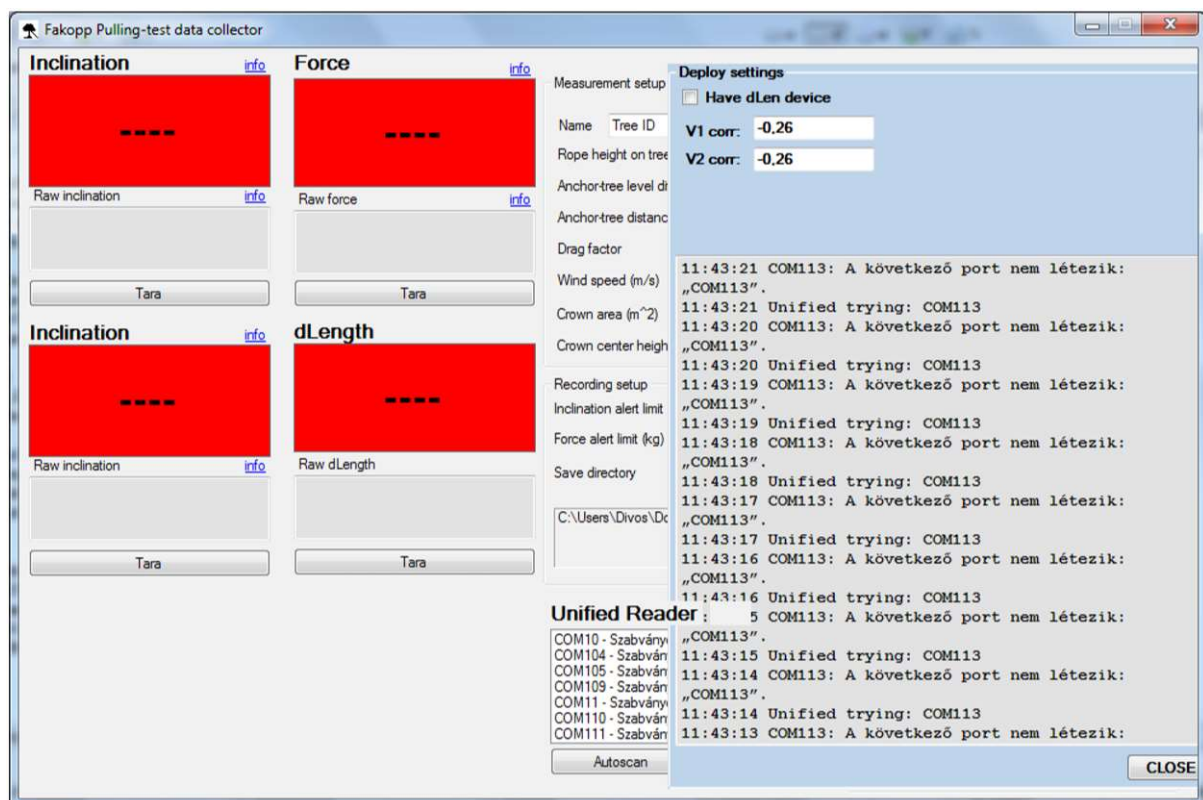 Fakopp Pulling-test data collector
Inclination info
----
Raw inclination info
Tara
Force info
----
Raw force info
Tara
Inclination info
----
Raw inclination info
Tara
dLength
----
Raw dLength
Tara
Measurement setup
Name Tree ID
Rope height on tree
Anchor-tree level di
Anchor-tree distanc
Drag factor
Wind speed (m/s)
Crown area (m^2)
Crown center heigh
Recording setup
Inclination alert limit
Force alert limit (kg)
Save directory
C:\Users\Divos\Do
Unified Reader
COM10 - Szabvány
COM104 - Szabván
COM105 - Szabván
COM109 - Szabván
COM11 - Szabvány
COM110 - Szabván
COM111 - Szabván
Autoscan
Deploy settings
Have dLen device
V1 corr: -0,26
V2 corr: -0,26
11:43:21 COM113: A következő port nem létezik:
„COM113”.
11:43:21 Unified trying: COM113
11:43:20 COM113: A következő port nem létezik:
„COM113”.
11:43:20 Unified trying: COM113
11:43:19 COM113: A következő port nem létezik:
„COM113”.
11:43:19 Unified trying: COM113
11:43:18 COM113: A következő port nem létezik:
„COM113”.
11:43:18 Unified trying: COM113
11:43:17 COM113: A következő port nem létezik:
„COM113”.
11:43:17 Unified trying: COM113
11:43:16 COM113: A következő port nem létezik:
„COM113”.
11:43:16 Unified trying: COM113
5 COM113: A következő port nem létezik:
„COM113”.
11:43:15 Unified trying: COM113
11:43:14 COM113: A következő port nem létezik:
„COM113”.
11:43:14 Unified trying: COM113
11:43:13 COM113: A következő port nem létezik:
CLOSE